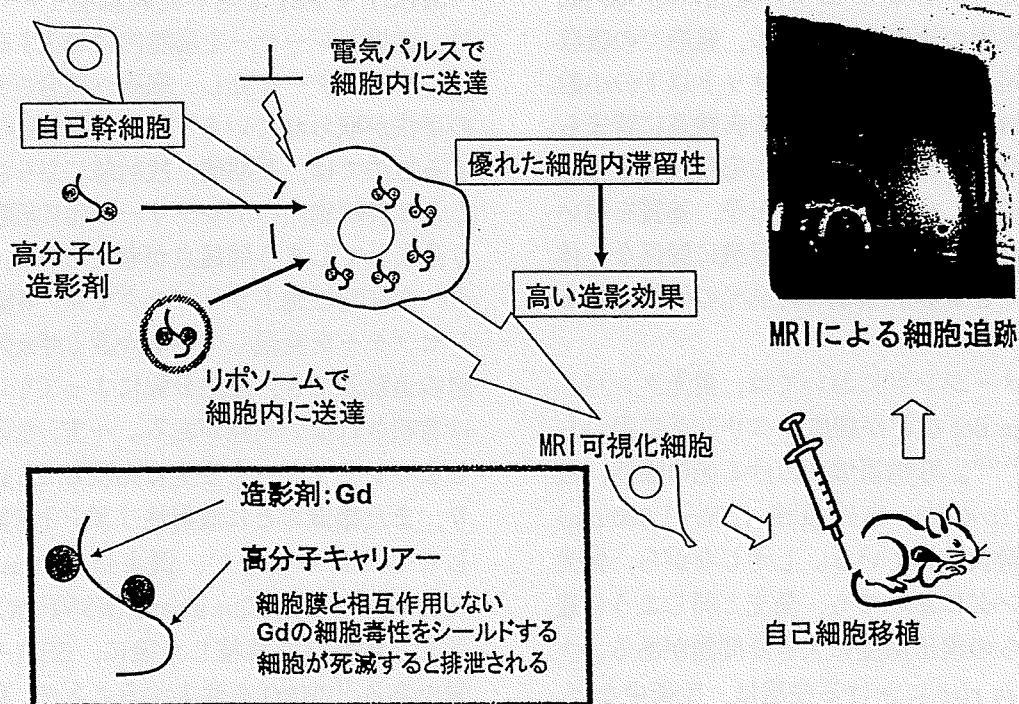 電気パルスで
細胞内に送達
自己幹細胞
優れた細胞内滞留性
高分子化
造影剤
高い造影効果
リポソームで
細胞内に送達
MRIによる細胞追跡
MRI可視化細胞
造影剤:Gd
高分子キャリアー
細胞膜と相互作用しない
Gdの細胞毒性をシールドする
細胞が死滅すると排泄される
自己細胞移植